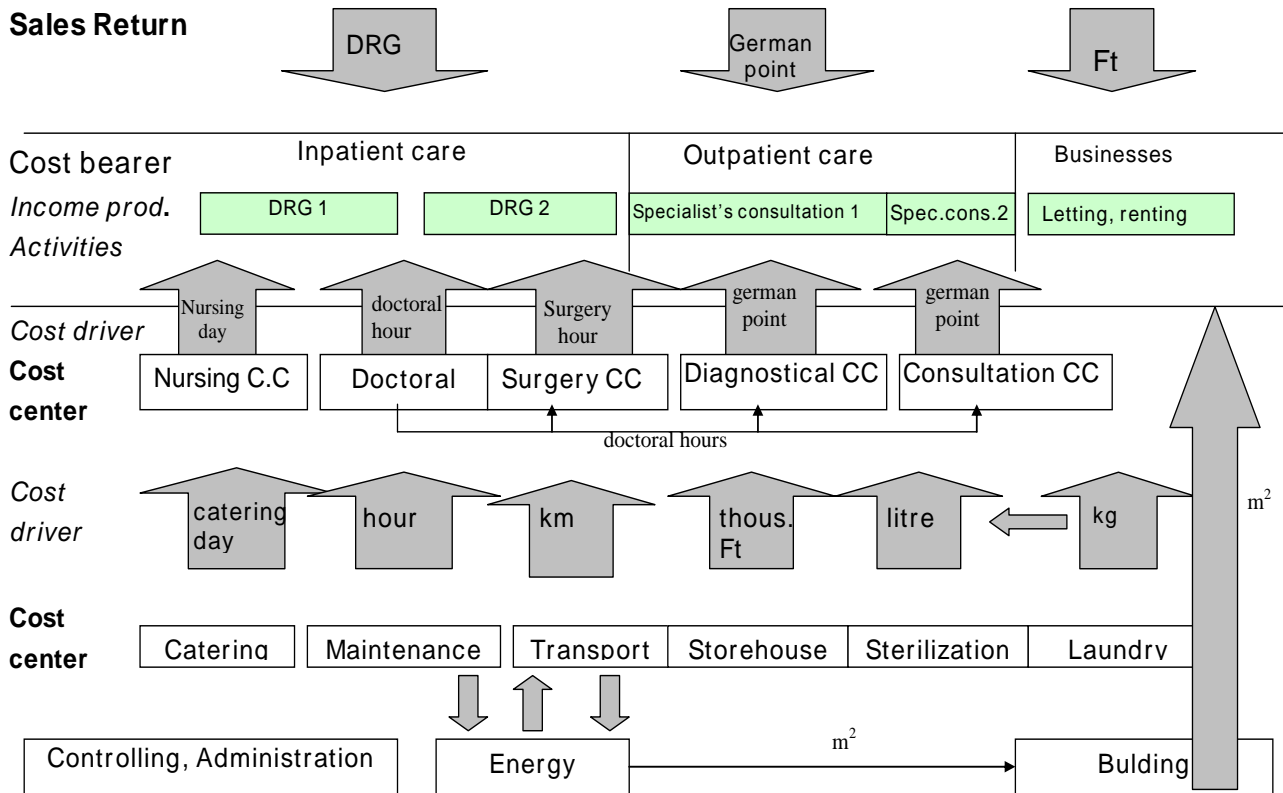 Sales Return
DRG
German
point
Ft
Cost bearer
Inpatient care
Outpatient care
Businesses
Income prod.
Activities
DRG 1
DRG 2
Specialist's consultation 1
Spec.cons.2
Letting, renting
Cost driver
Nursing
day
doctoral
hour
Surgery
hour
german
point
german
point
Cost
center
Nursing C.C
Doctoral
Surgery CC
Diagnostical CC
Consultation CC
doctoral hours
Cost
driver
catering
day
hour
km
thous.
Ft
litre
kg
m²
Cost
center
Catering
Maintenance
Transport
Storehouse
Sterilization
Laundry
Controlling, Administration
Energy
m²
Bulding